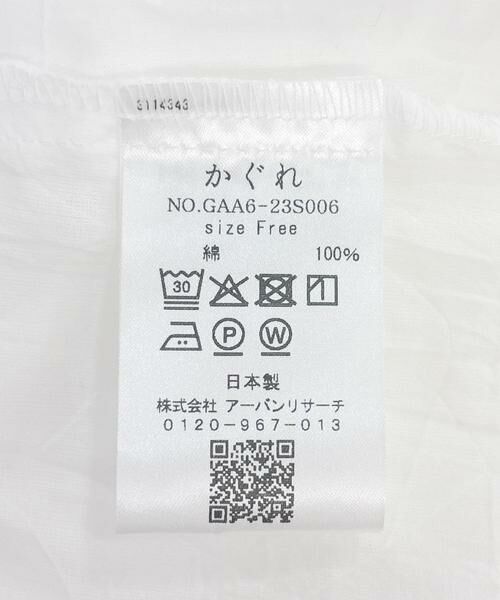 3114343
かぐれ
NO.GAA6-23S006
size Free
綿 100%
30
P W
日本製
株式会社 アーバンリサーチ
0120-967-013